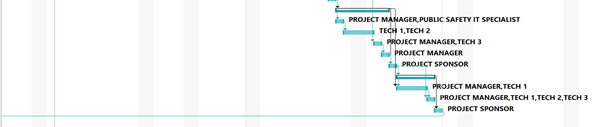 PROJECT MANAGER,PUBLIC SAFETY IT SPECIALIST
TECH 1,TECH 2
PROJECT MANAGER,TECH 3
PROJECT MANAGER
PROJECT SPONSOR
PROJECT MANAGER,TECH 1
PROJECT MANAGER,TECH 1,TECH 2,TECH 3
PROJECT SPONSOR